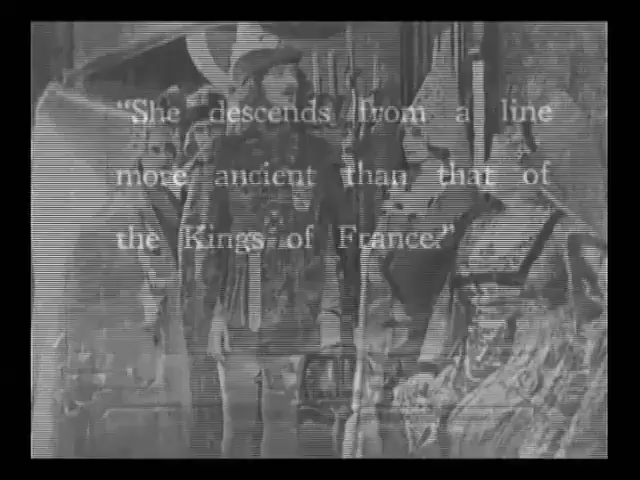 “She descends from a line
more ancient than that of
the Kings of France.”